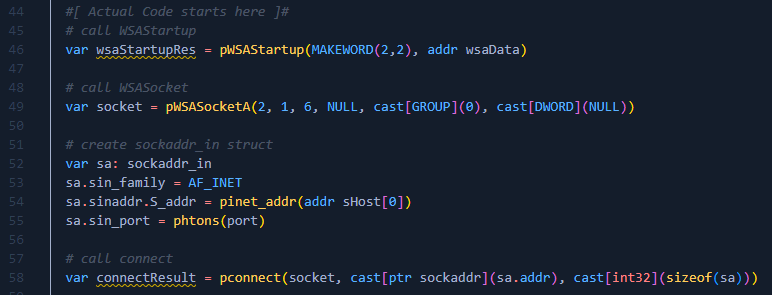 44 #[ Actual Code starts here ]#
45 # call WSAStartup
46 var wsaStartupRes = pWSAStartup(MAKEWORD(2,2), addr wsaData)
47
48 # call WSASocket
49 var socket = pWSASocketA(2, 1, 6, NULL, cast[GROUP](0), cast[DWORD](NULL))
50
51 # create sockaddr_in struct
52 var sa: sockaddr_in
53 sa.sin_family = AF_INET
54 sa.sinaddr.S_addr = pinet_addr(addr sHost[0])
55 sa.sin_port = phtons(port)
56
57 # call connect
58 var connectResult = pconnect(socket, cast[ptr sockaddr](sa.addr), cast[int32](sizeof(sa)))